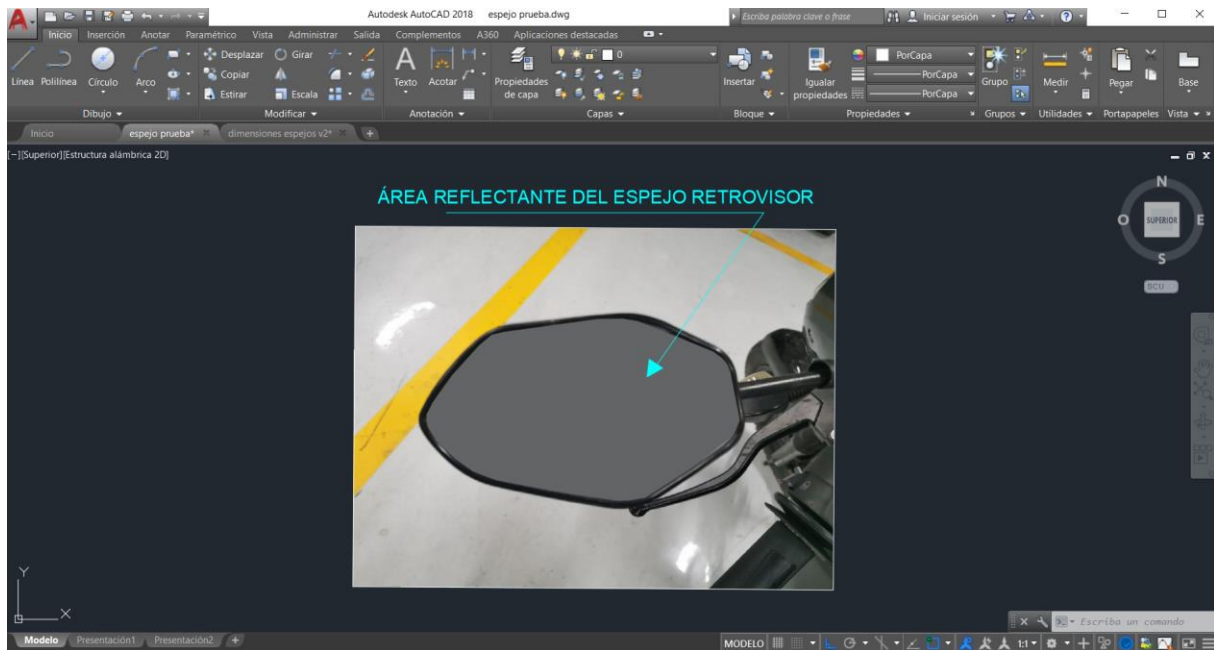 Autodesk AutoCAD 2018 espejo prueba.dwg
Escriba palabra clave o frase
Iniciar sesión
Inicio Inserción Anotar Paramétrico Vista Administrar Salida Complementos A360 Aplicaciones destacadas
Línea Polilínea Círculo Arco
Desplazar Girar
Copiar
Estirar Escala
Texto Acotar
Propiedades de capa
0
Insertar
Igualar propiedades
PorCapa
PorCapa
PorCapa
Grupo
Medir
Pegar
Base
Dibujo Modificar Anotación Capas Bloque Propiedades Grupos Utilidades Portapapeles Vista
Inicio espejo prueba* dimensiones espejos v2*
[−][Superior][Estructura alámbrica 2D]
ÁREA REFLECTANTE DEL ESPEJO RETROVISOR
N
O SUPERIOR E
S
SCU
Y
X
Escriba un comando
Modelo Presentación1 Presentación2 +
MODELO 1:1